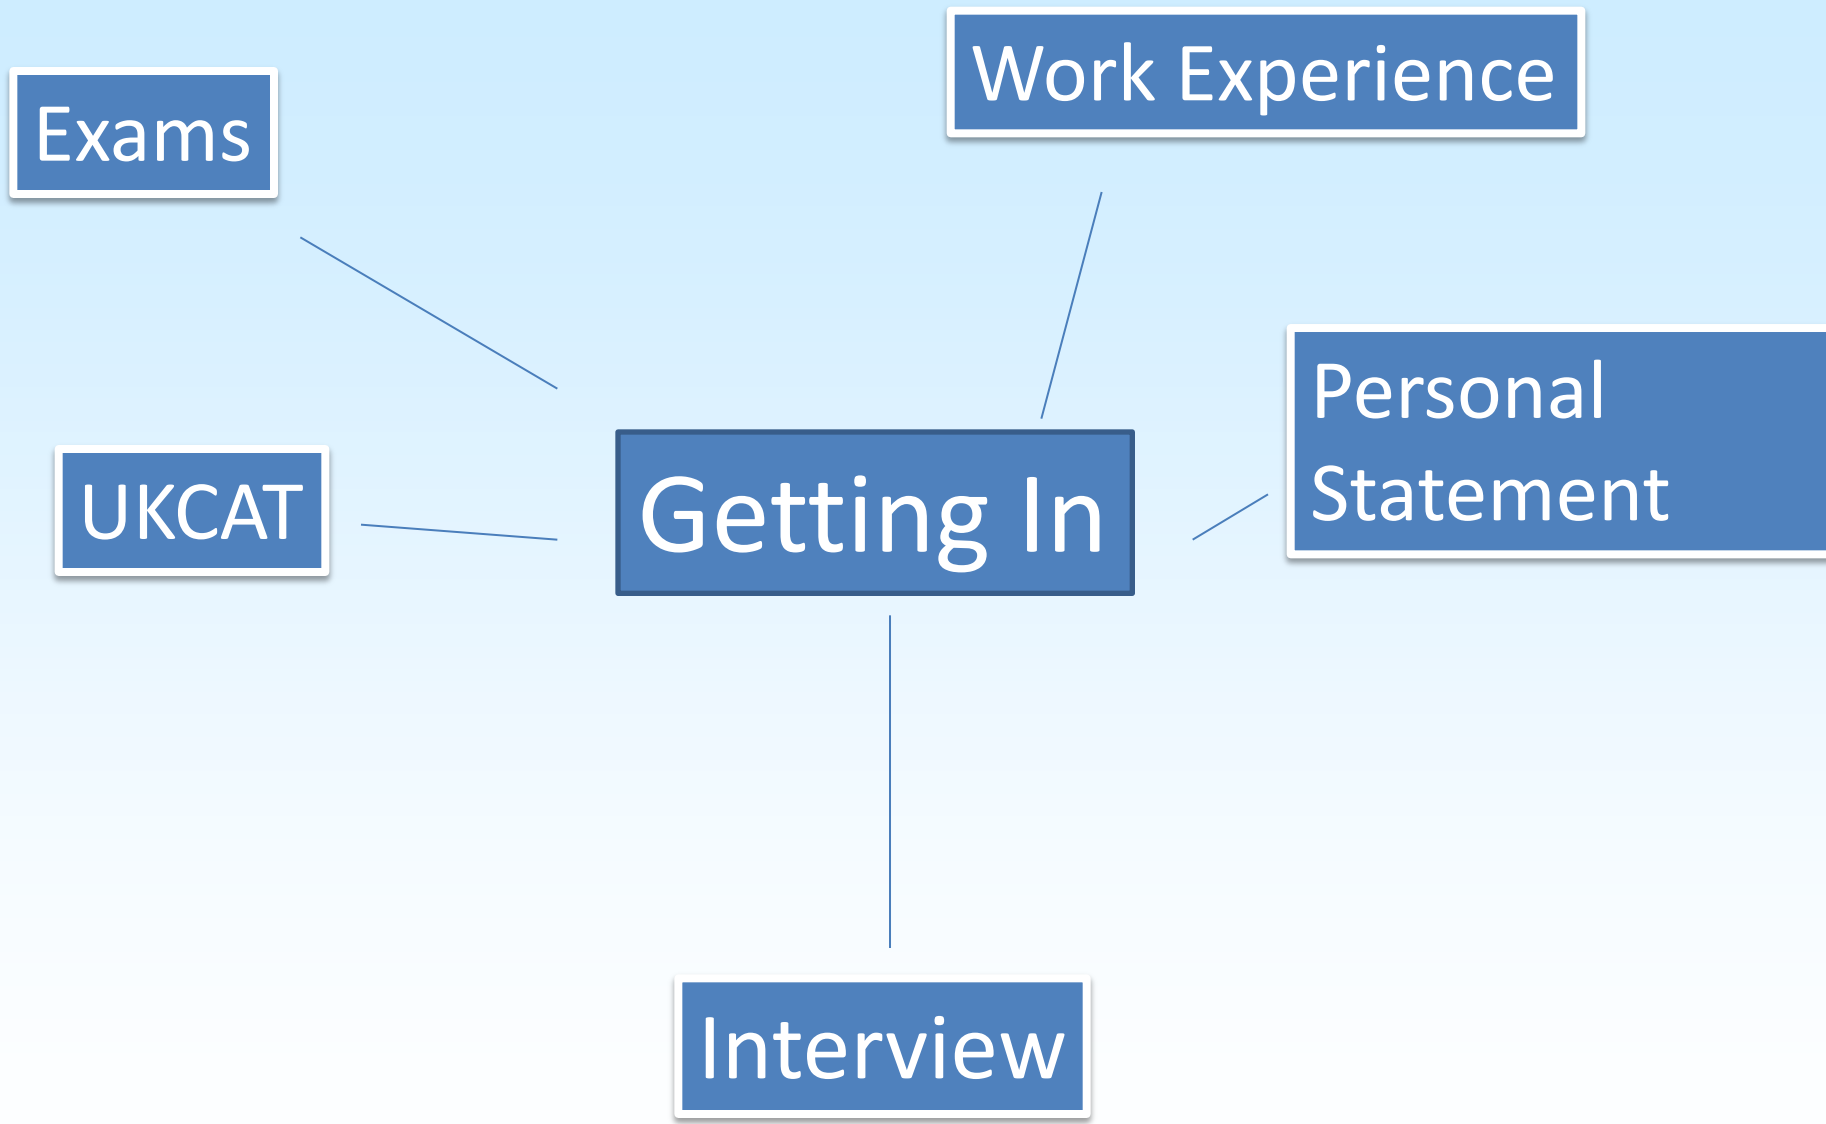 Work Experience
Exams
Personal
Statement
UKCAT
Getting In
Interview